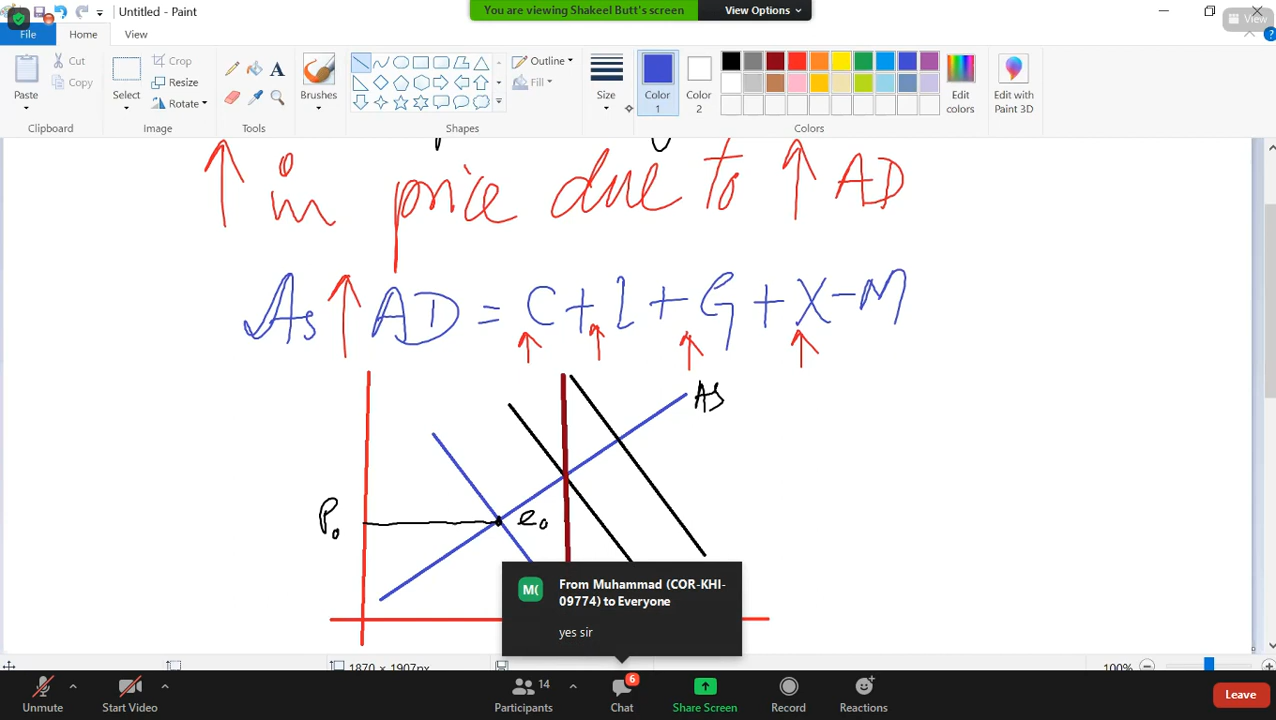 Untitled - Paint
You are viewing Shakeel Butt's screen
View Options
View
File
Home
View
Paste
Cut
Copy
Clipboard
Select
Crop
Resize
Rotate
Image
Tools
Brushes
Shapes
Outline
Fill
Size
Color
1
Color
2
Colors
Edit
colors
Edit with
Paint 3D
↑ in price due to ↑ AD
As ↑ AD = C + I + G + X - M
↑ ↑ ↑ ↑
AS
P₀
e₀
From Muhammad (COR-KHI-
09774) to Everyone
yes sir
1870 × 1907px
100%
Unmute
Start Video
14
Participants
6
Chat
Share Screen
Record
Reactions
Leave